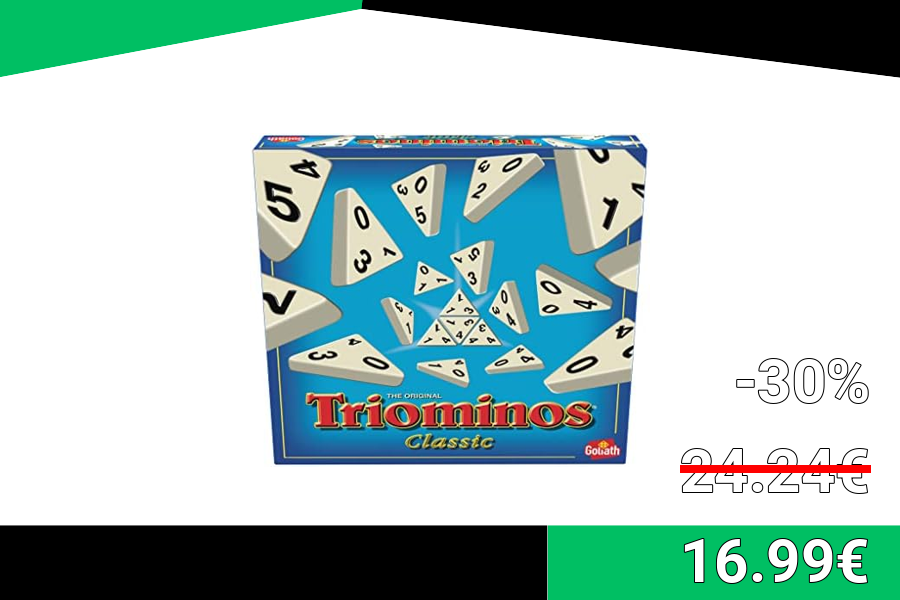 THE ORIGINAL
Triominos
Classic
Goliath
-30%
24.24€
16.99€